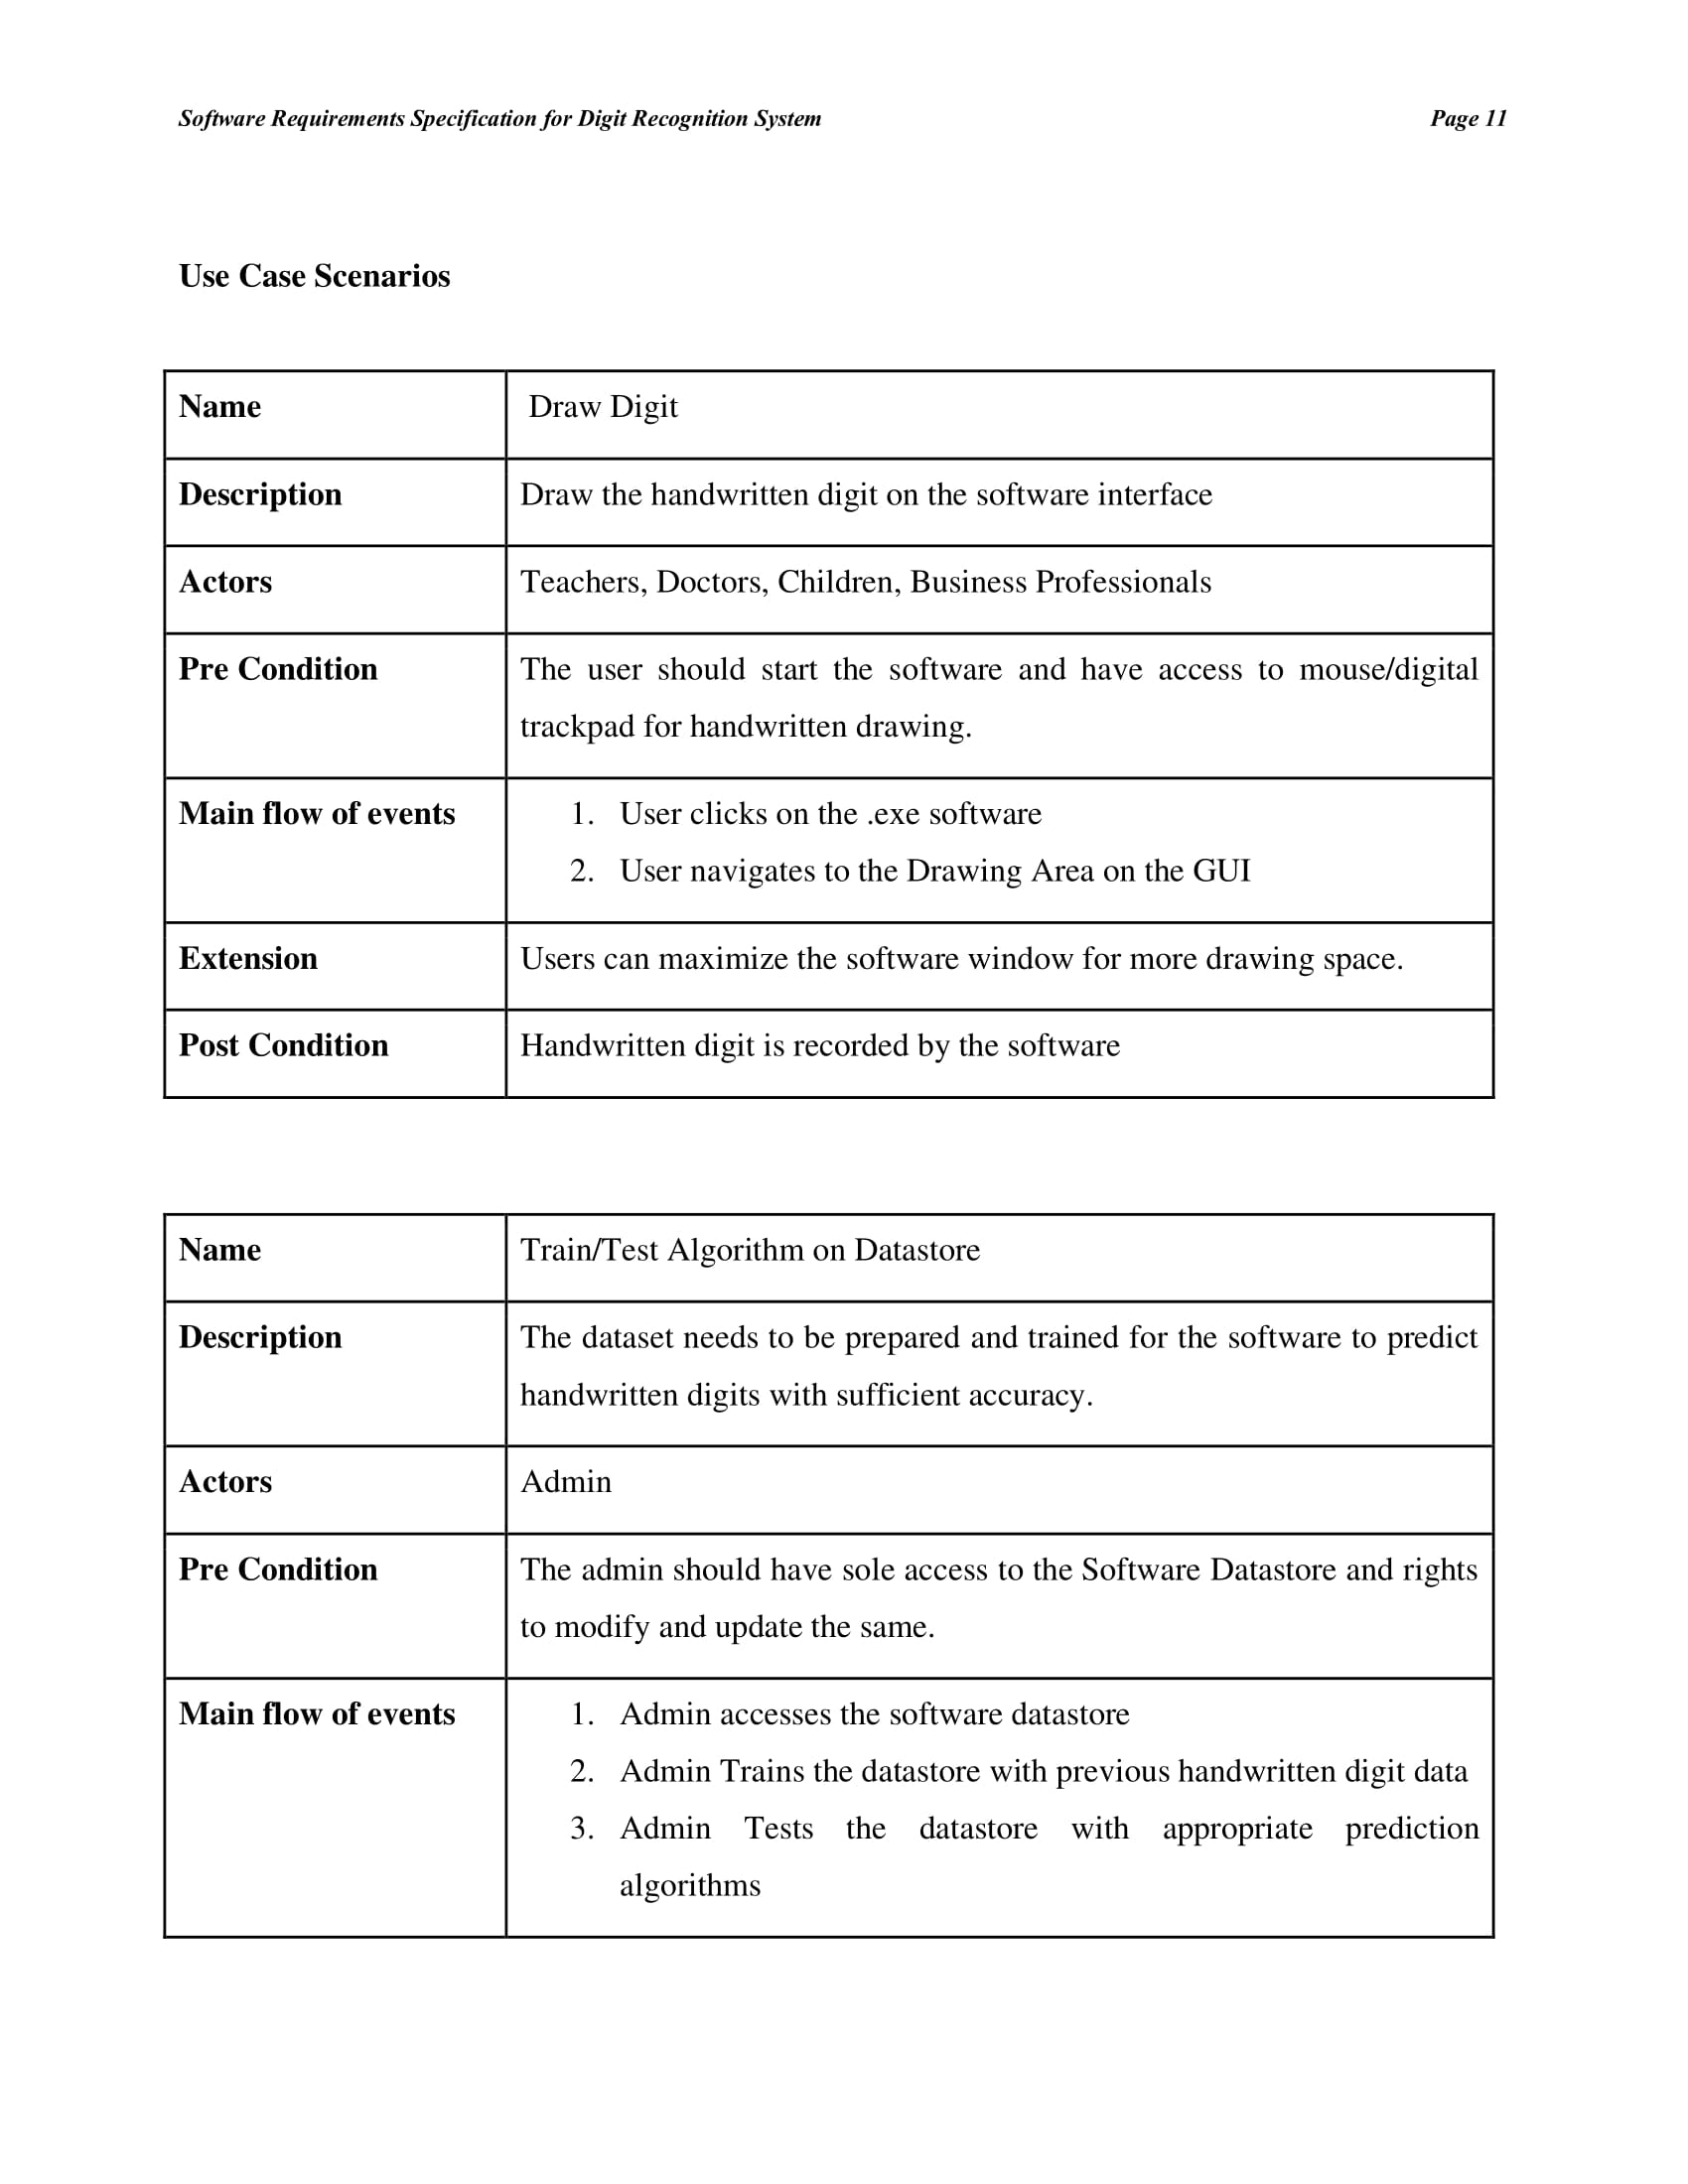 Software Requirements Specification for Digit Recognition System Page 11
Use Case Scenarios
Name Draw Digit
Description Draw the handwritten digit on the software interface
Actors Teachers, Doctors, Children, Business Professionals
Pre Condition The user should start the software and have access to mouse/digital
trackpad for handwritten drawing.
Main flow of events 1. User clicks on the .exe software
2. User navigates to the Drawing Area on the GUI
Extension Users can maximize the software window for more drawing space.
Post Condition Handwritten digit is recorded by the software
Name Train/Test Algorithm on Datastore
Description The dataset needs to be prepared and trained for the software to predict
handwritten digits with sufficient accuracy.
Actors Admin
Pre Condition The admin should have sole access to the Software Datastore and rights
to modify and update the same.
Main flow of events 1. Admin accesses the software datastore
2. Admin Trains the datastore with previous handwritten digit data
3. Admin Tests the datastore with appropriate prediction
algorithms